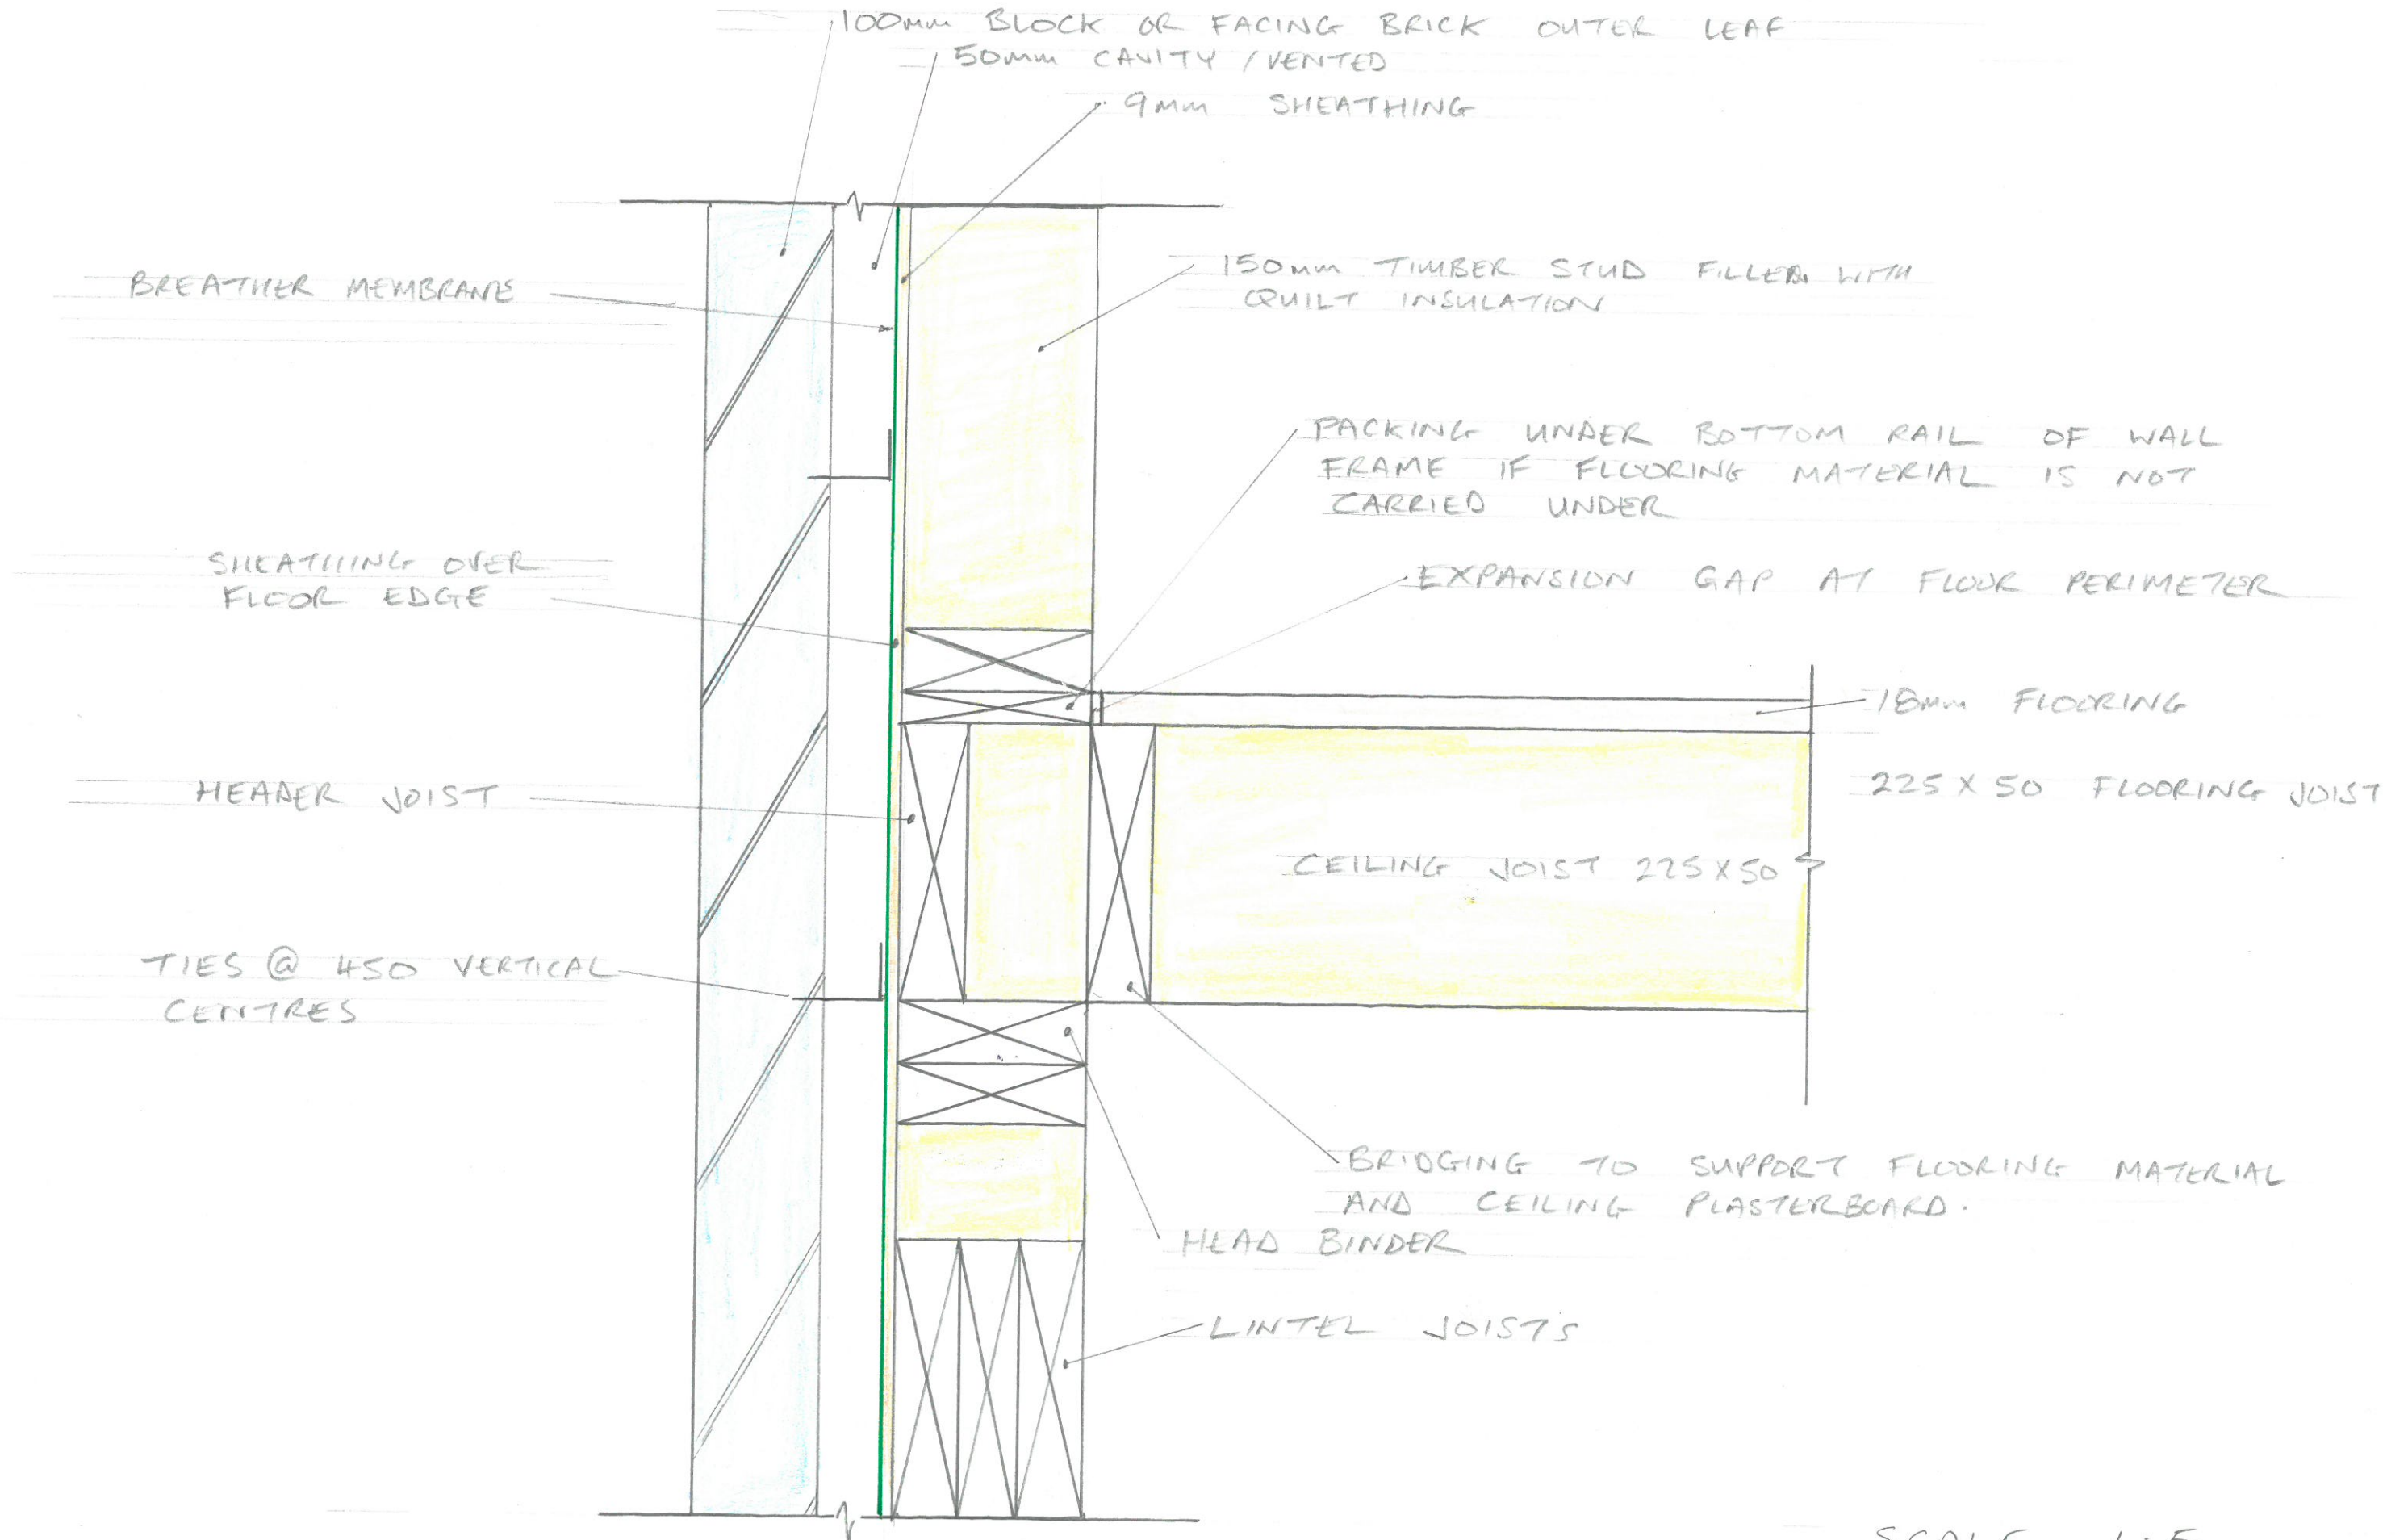 100mm BLOCK OR FACING BRICK OUTER LEAF
50mm CAVITY / VENTED
9mm SHEATHING
BREATHER MEMBRANE
150mm TIMBER STUD FILLED WITH
QUILT INSULATION
PACKING UNDER BOTTOM RAIL OF WALL
FRAME IF FLOORING MATERIAL IS NOT
CARRIED UNDER
SHEATHING OVER
FLOOR EDGE
EXPANSION GAP AT FLOOR PERIMETER
18mm FLOORING
HEADER JOIST
225 X 50 FLOORING JOIST
CEILING JOIST 225 X 50
TIES @ 450 VERTICAL
CENTRES
BRIDGING TO SUPPORT FLOORING MATERIAL
AND CEILING PLASTERBOARD.
HEAD BINDER
LINTEL JOISTS